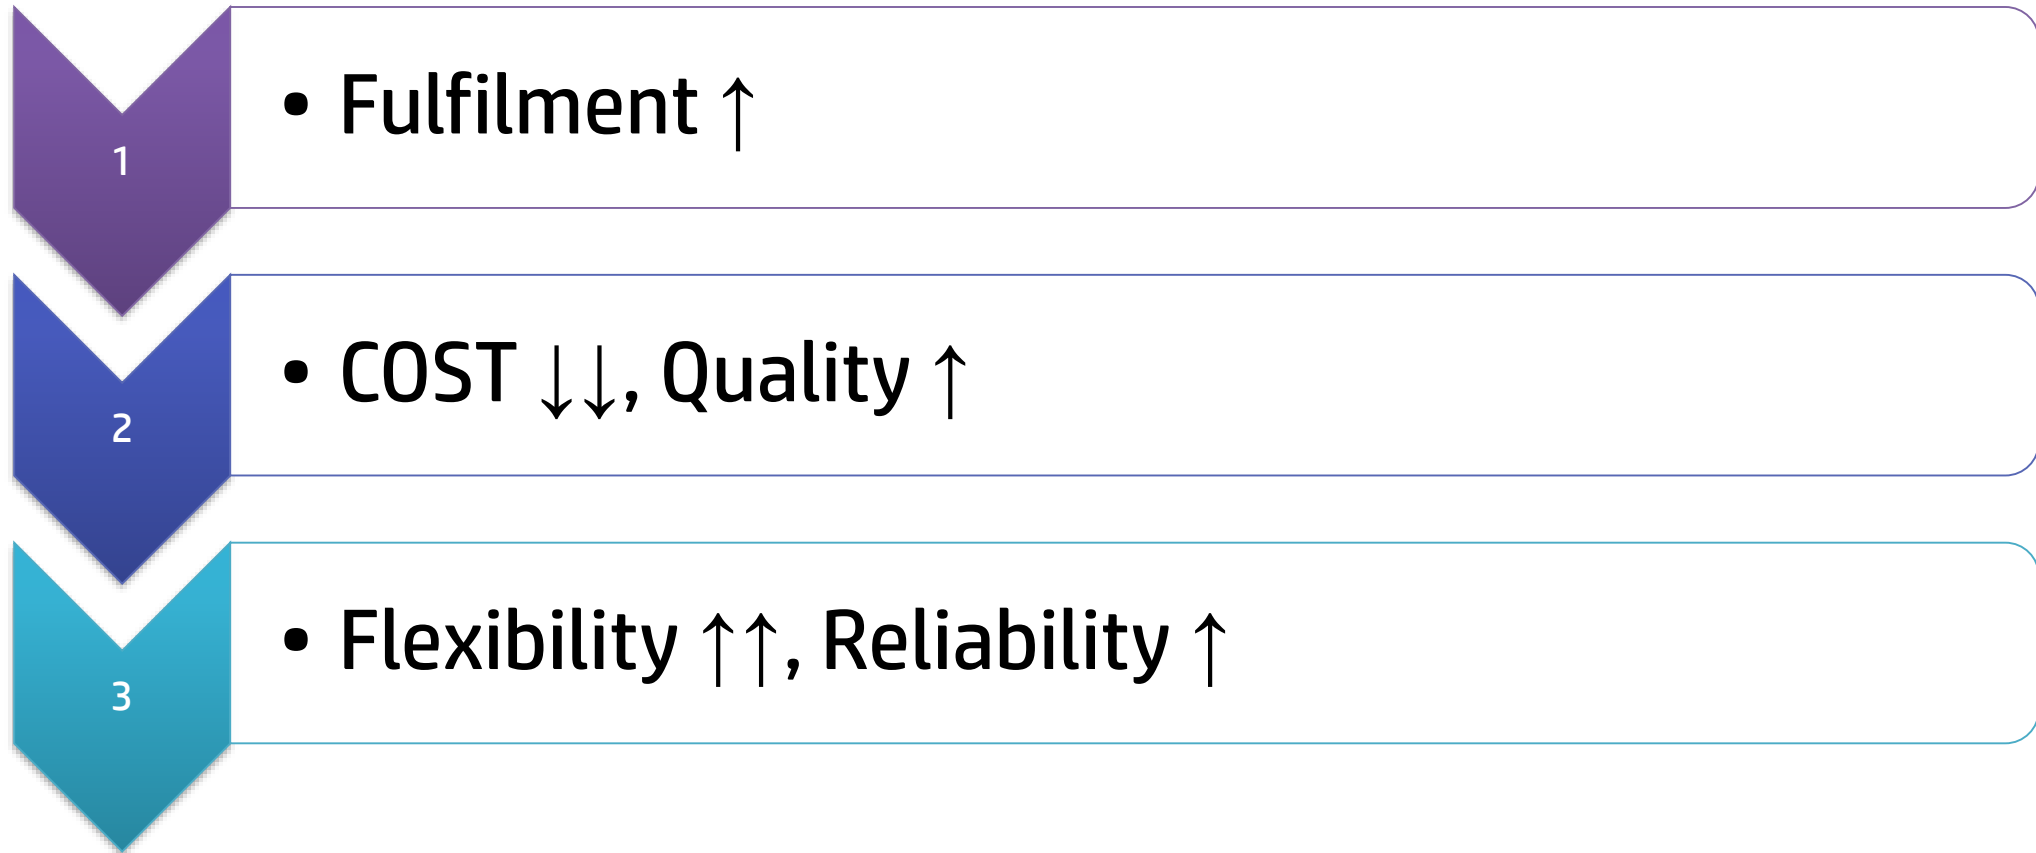 1
• Fulfilment ↑
2
• COST ↓↓, Quality ↑
3
• Flexibility ↑↑, Reliability ↑